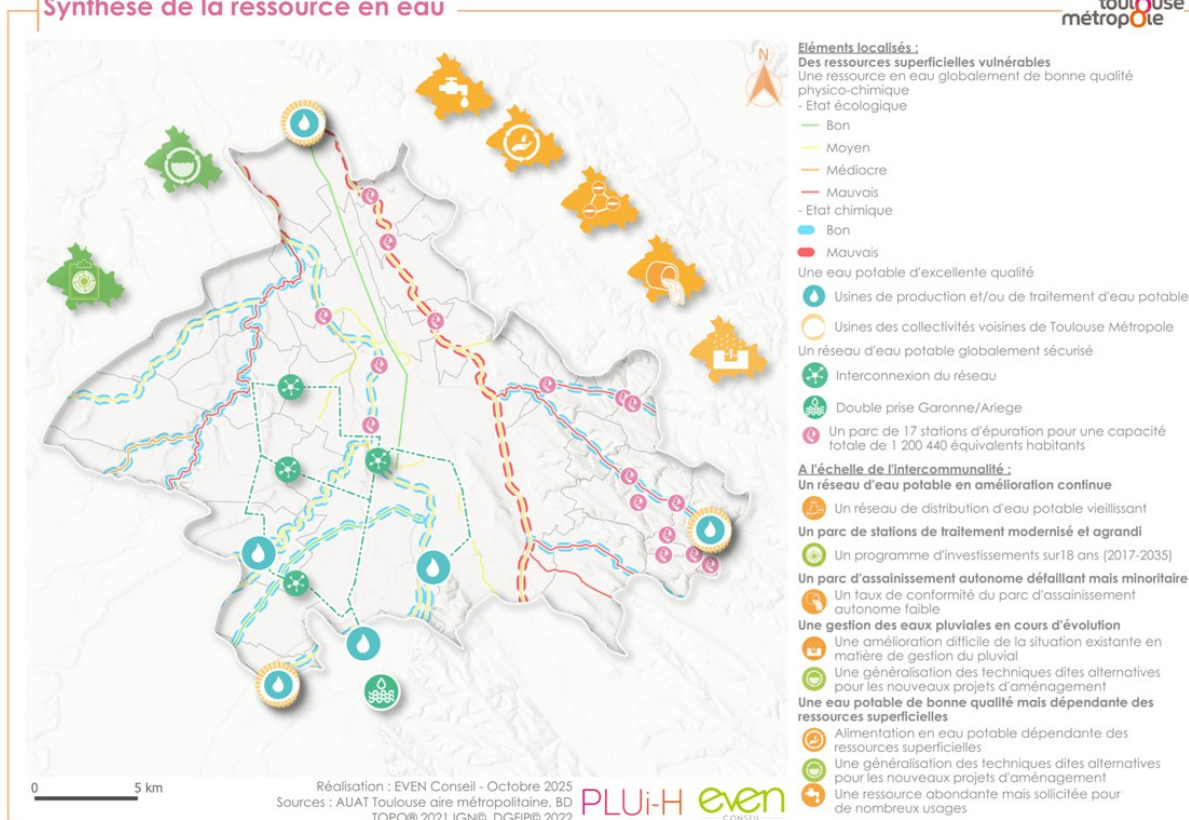 Synthèse de la ressource en eau
toulouse
métropole
N
Eléments localisés :
Des ressources superficielles vulnérables
Une ressource en eau globalement de bonne qualité
physico-chimique
- Etat écologique
Bon
Moyen
Médiocre
Mauvais
- Etat chimique
Bon
Mauvais
Une eau potable d'excellente qualité
Usines de production et/ou de traitement d'eau potable
Usines des collectivités voisines de Toulouse Métropole
Un réseau d'eau potable globalement sécurisé
Interconnexion du réseau
Double prise Garonne/Ariege
Un parc de 17 stations d'épuration pour une capacité
totale de 1 200 440 équivalents habitants
A l'échelle de l'intercommunalité :
Un réseau d'eau potable en amélioration continue
Un réseau de distribution d'eau potable vieillissant
Un parc de stations de traitement modernisé et agrandi
Un programme d'investissements sur18 ans (2017-2035)
Un parc d'assainissement autonome défaillant mais minoritaire
Un taux de conformité du parc d'assainissement
autonome faible
Une gestion des eaux pluviales en cours d'évolution
Une amélioration difficile de la situation existante en
matière de gestion du pluvial
Une généralisation des techniques dites alternatives
pour les nouveaux projets d'aménagement
Une eau potable de bonne qualité mais dépendante des
ressources superficielles
Alimentation en eau potable dépendante des
ressources superficielles
Une généralisation des techniques dites alternatives
pour les nouveaux projets d'aménagement
Une ressource abondante mais sollicitée pour
de nombreux usages
0 5 km
Réalisation : EVEN Conseil - Octobre 2025
Sources : AUAT Toulouse aire métropolitaine, BD
TOPO® 2021 IGN©, DGFIP© 2022
PLUi-H
even
CONSEIL